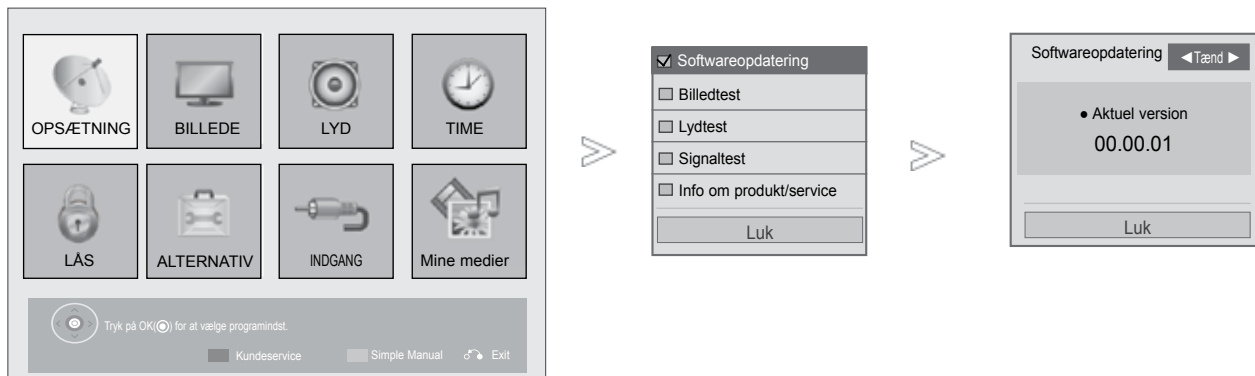 OPSÆTNING
BILLEDE
LYD
TIME
LÅS
ALTERNATIV
INDGANG
Mine medier
Tryk på OK(◉) for at vælge programindst.
Kundeservice
Simple Manual
Exit
Softwareopdatering
Billedtest
Lydtest
Signaltest
Info om produkt/service
Luk
Softwareopdatering ◄Tænd ►
● Aktuel version
00.00.01
Luk